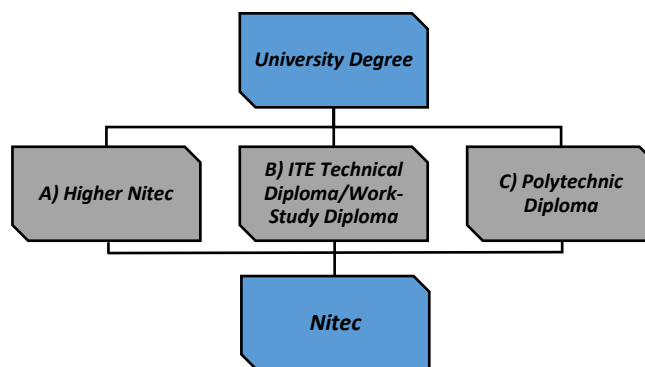 University
Degree
A) Higher Nitec
B) ITE Technical
Diploma/Work-
Study Diploma
C) Polytechnic
Diploma
Nitec